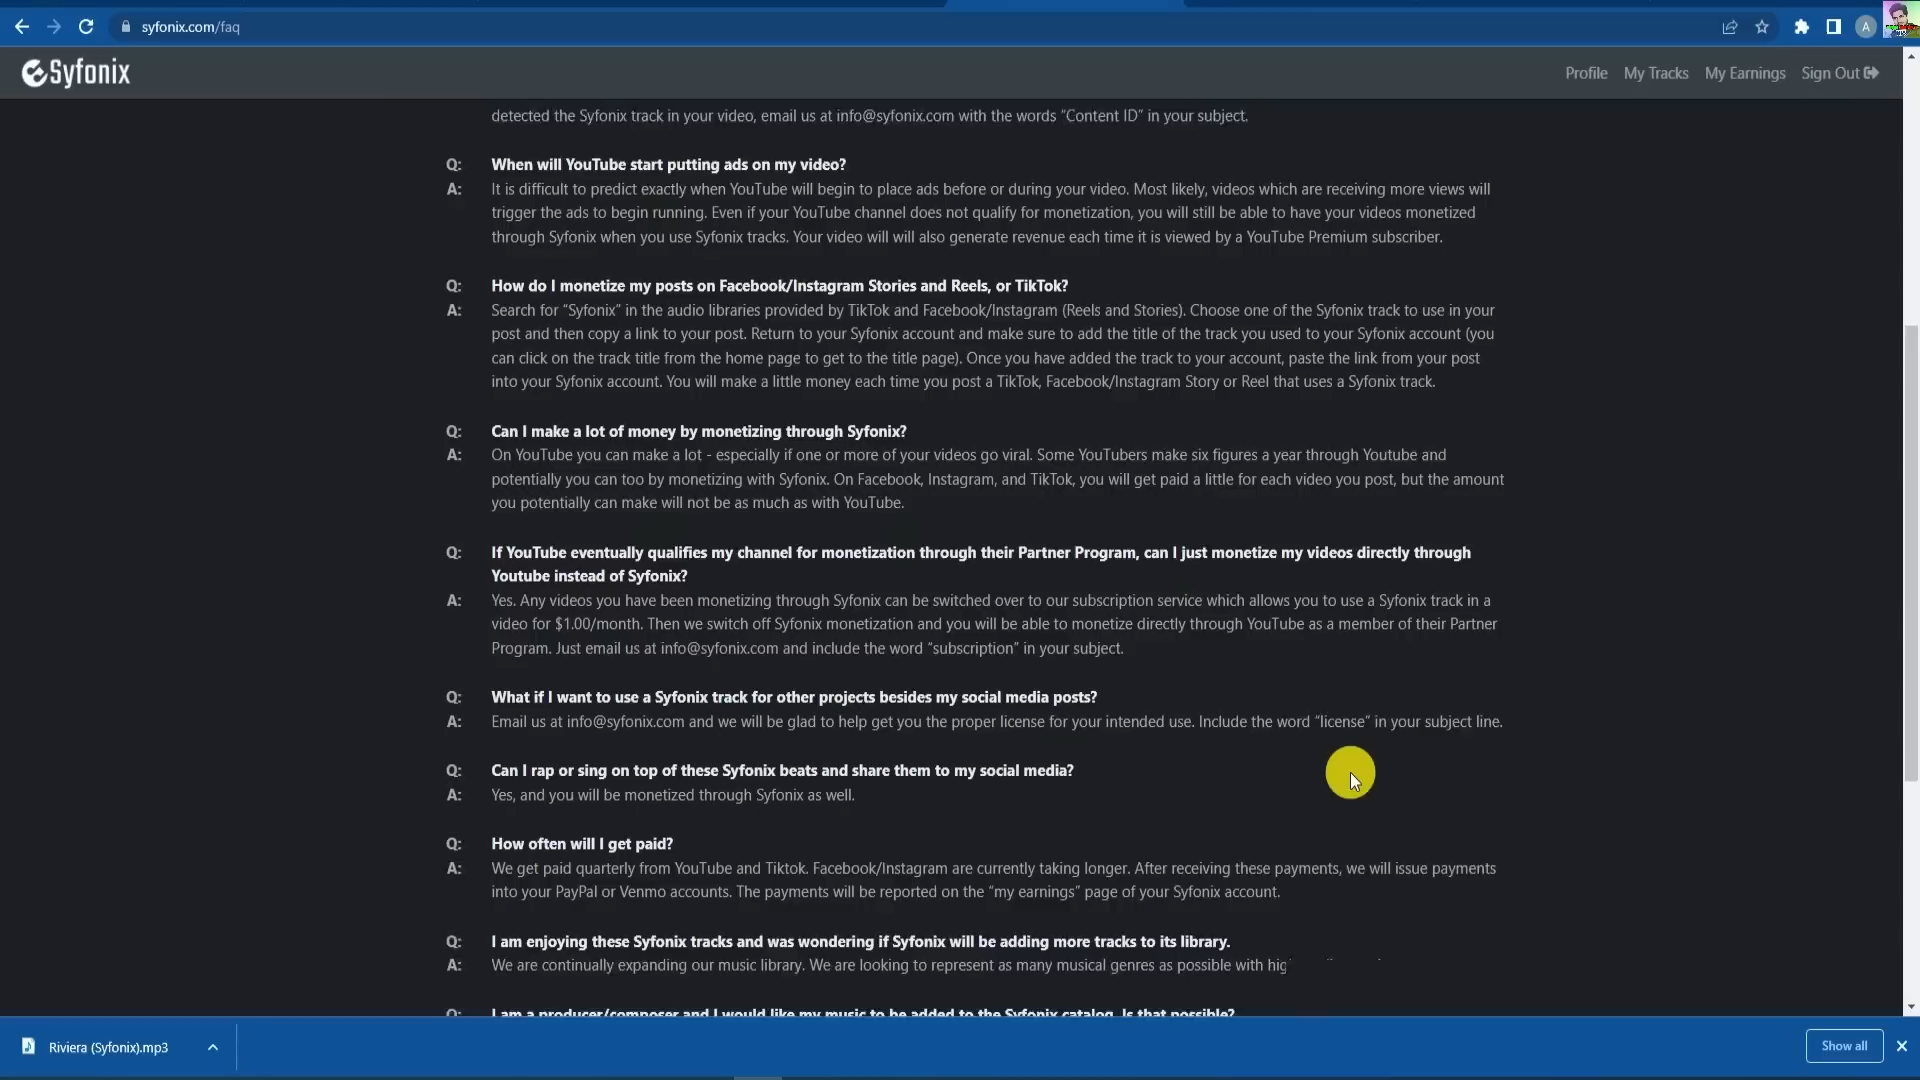 syfonix.com/faq
A
Syfonix
Profile
My Tracks
My Earnings
Sign Out
detected the Syfonix track in your video, email us at info@syfonix.com with the words “Content ID” in your subject.
Q: When will YouTube start putting ads on my video?
A: It is difficult to predict exactly when YouTube will begin to place ads before or during your video. Most likely, videos which are receiving more views will
trigger the ads to begin running. Even if your YouTube channel does not qualify for monetization, you will still be able to have your videos monetized
through Syfonix when you use Syfonix tracks. Your video will will also generate revenue each time it is viewed by a YouTube Premium subscriber.
Q: How do I monetize my posts on Facebook/Instagram Stories and Reels, or TikTok?
A: Search for “Syfonix” in the audio libraries provided by TikTok and Facebook/Instagram (Reels and Stories). Choose one of the Syfonix track to use in your
post and then copy a link to your post. Return to your Syfonix account and make sure to add the title of the track you used to your Syfonix account (you
can click on the track title from the home page to get to the title page). Once you have added the track to your account, paste the link from your post
into your Syfonix account. You will make a little money each time you post a TikTok, Facebook/Instagram Story or Reel that uses a Syfonix track.
Q: Can I make a lot of money by monetizing through Syfonix?
A: On YouTube you can make a lot - especially if one or more of your videos go viral. Some YouTubers make six figures a year through Youtube and
potentially you can too by monetizing with Syfonix. On Facebook, Instagram, and TikTok, you will get paid a little for each video you post, but the amount
you potentially can make will not be as much as with YouTube.
Q: If YouTube eventually qualifies my channel for monetization through their Partner Program, can I just monetize my videos directly through
Youtube instead of Syfonix?
A: Yes. Any videos you have been monetizing through Syfonix can be switched over to our subscription service which allows you to use a Syfonix track in a
video for $1.00/month. Then we switch off Syfonix monetization and you will be able to monetize directly through YouTube as a member of their Partner
Program. Just email us at info@syfonix.com and include the word “subscription” in your subject.
Q: What if I want to use a Syfonix track for other projects besides my social media posts?
A: Email us at info@syfonix.com and we will be glad to help get you the proper license for your intended use. Include the word “license” in your subject line.
Q: Can I rap or sing on top of these Syfonix beats and share them to my social media?
A: Yes, and you will be monetized through Syfonix as well.
Q: How often will I get paid?
A: We get paid quarterly from YouTube and Tiktok. Facebook/Instagram are currently taking longer. After receiving these payments, we will issue payments
into your PayPal or Venmo accounts. The payments will be reported on the “my earnings” page of your Syfonix account.
Q: I am enjoying these Syfonix tracks and was wondering if Syfonix will be adding more tracks to its library.
A: We are continually expanding our music library. We are looking to represent as many musical genres as possible with
Q: I am a producer/composer and I would like my music to be added to the Syfonix catalog. Is that possible?
Riviera (Syfonix).mp3
Show all